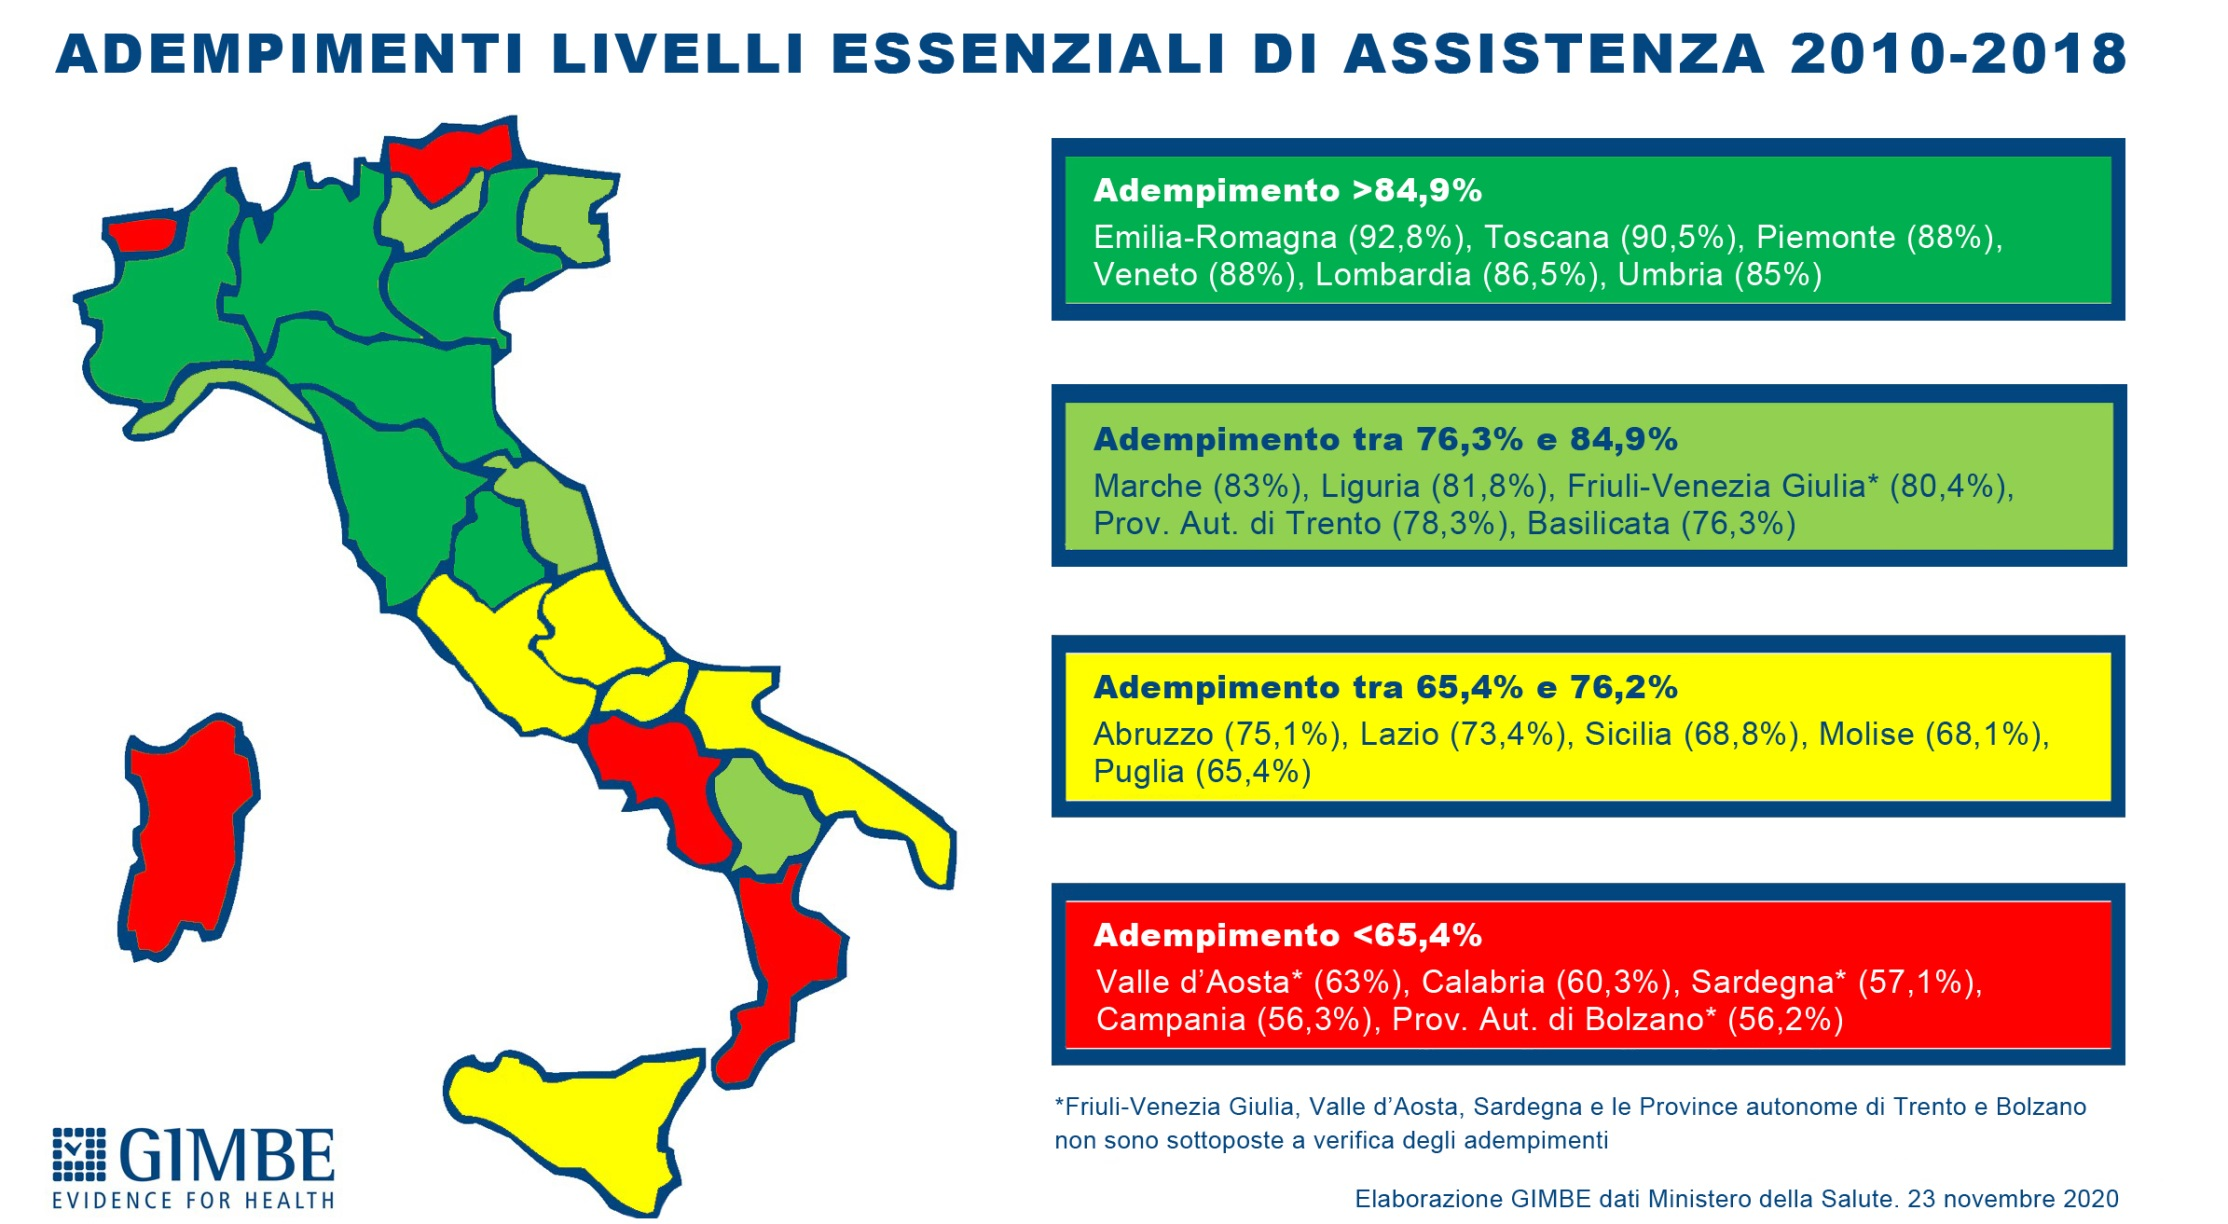 ADEMPIMENTI LIVELLI ESSENZIALI DI ASSISTENZA 2010-2018
Adempimento >84,9%
Emilia-Romagna (92,8%), Toscana (90,5%), Piemonte (88%),
Veneto (88%), Lombardia (86,5%), Umbria (85%)
Adempimento tra 76,3% e 84,9%
Marche (83%), Liguria (81,8%), Friuli-Venezia Giulia* (80,4%),
Prov. Aut. di Trento (78,3%), Basilicata (76,3%)
Adempimento tra 65,4% e 76,2%
Abruzzo (75,1%), Lazio (73,4%), Sicilia (68,8%), Molise (68,1%),
Puglia (65,4%)
Adempimento <65,4%
Valle d’Aosta* (63%), Calabria (60,3%), Sardegna* (57,1%),
Campania (56,3%), Prov. Aut. di Bolzano* (56,2%)
*Friuli-Venezia Giulia, Valle d’Aosta, Sardegna e le Province autonome di Trento e Bolzano
non sono sottoposte a verifica degli adempimenti
GIMBE
EVIDENCE FOR HEALTH
Elaborazione GIMBE dati Ministero della Salute. 23 novembre 2020